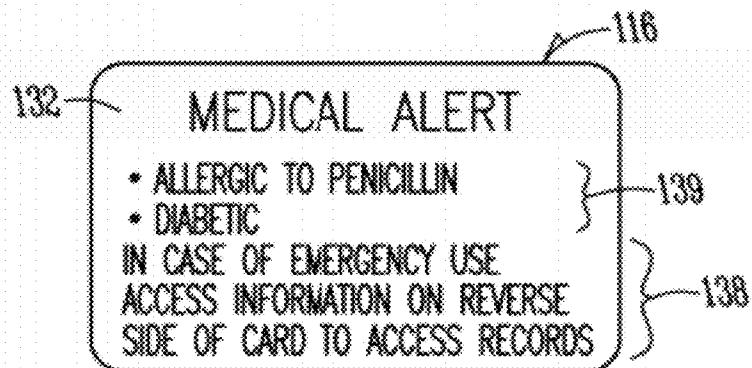 116
132
MEDICAL ALERT
• ALLERGIC TO PENICILLIN
• DIABETIC
139
IN CASE OF EMERGENCY USE
ACCESS INFORMATION ON REVERSE
SIDE OF CARD TO ACCESS RECORDS
138